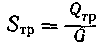 Sтр = Qтр / G